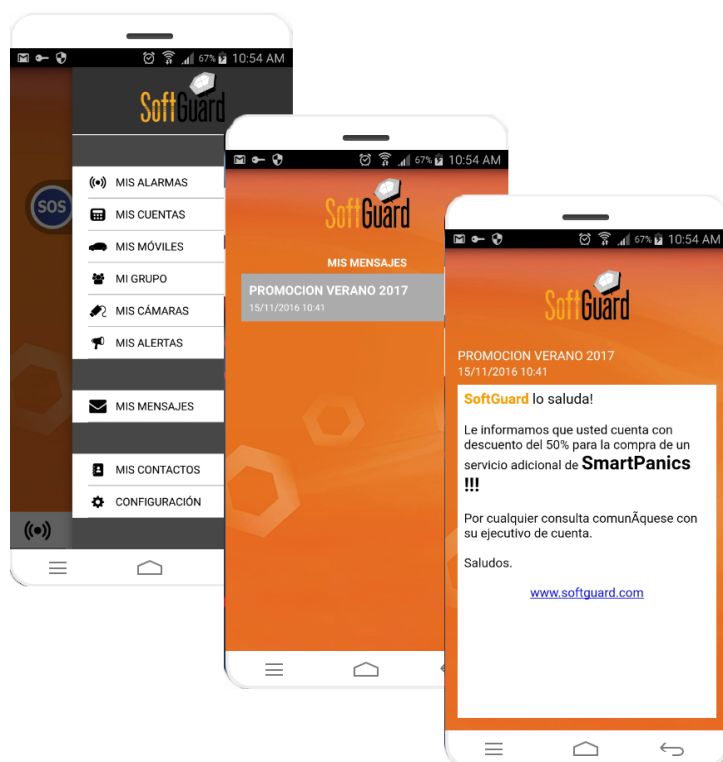 67% 10:54 AM
SoftGuard
SOS
MIS ALARMAS
MIS CUENTAS
MIS MÓVILES
MI GRUPO
MIS CÁMARAS
MIS ALERTAS
MIS MENSAJES
MIS CONTACTOS
CONFIGURACIÓN
67% 10:54 AM
SoftGuard
MIS MENSAJES
PROMOCION VERANO 2017
15/11/2016 10:41
67% 10:54 AM
SoftGuard
PROMOCION VERANO 2017
15/11/2016 10:41
SoftGuard lo saluda!
Le informamos que usted cuenta con
descuento del 50% para la compra de un
servicio adicional de SmartPanics
!!!
Por cualquier consulta comunÃquese con
su ejecutivo de cuenta.
Saludos.
www.softguard.com